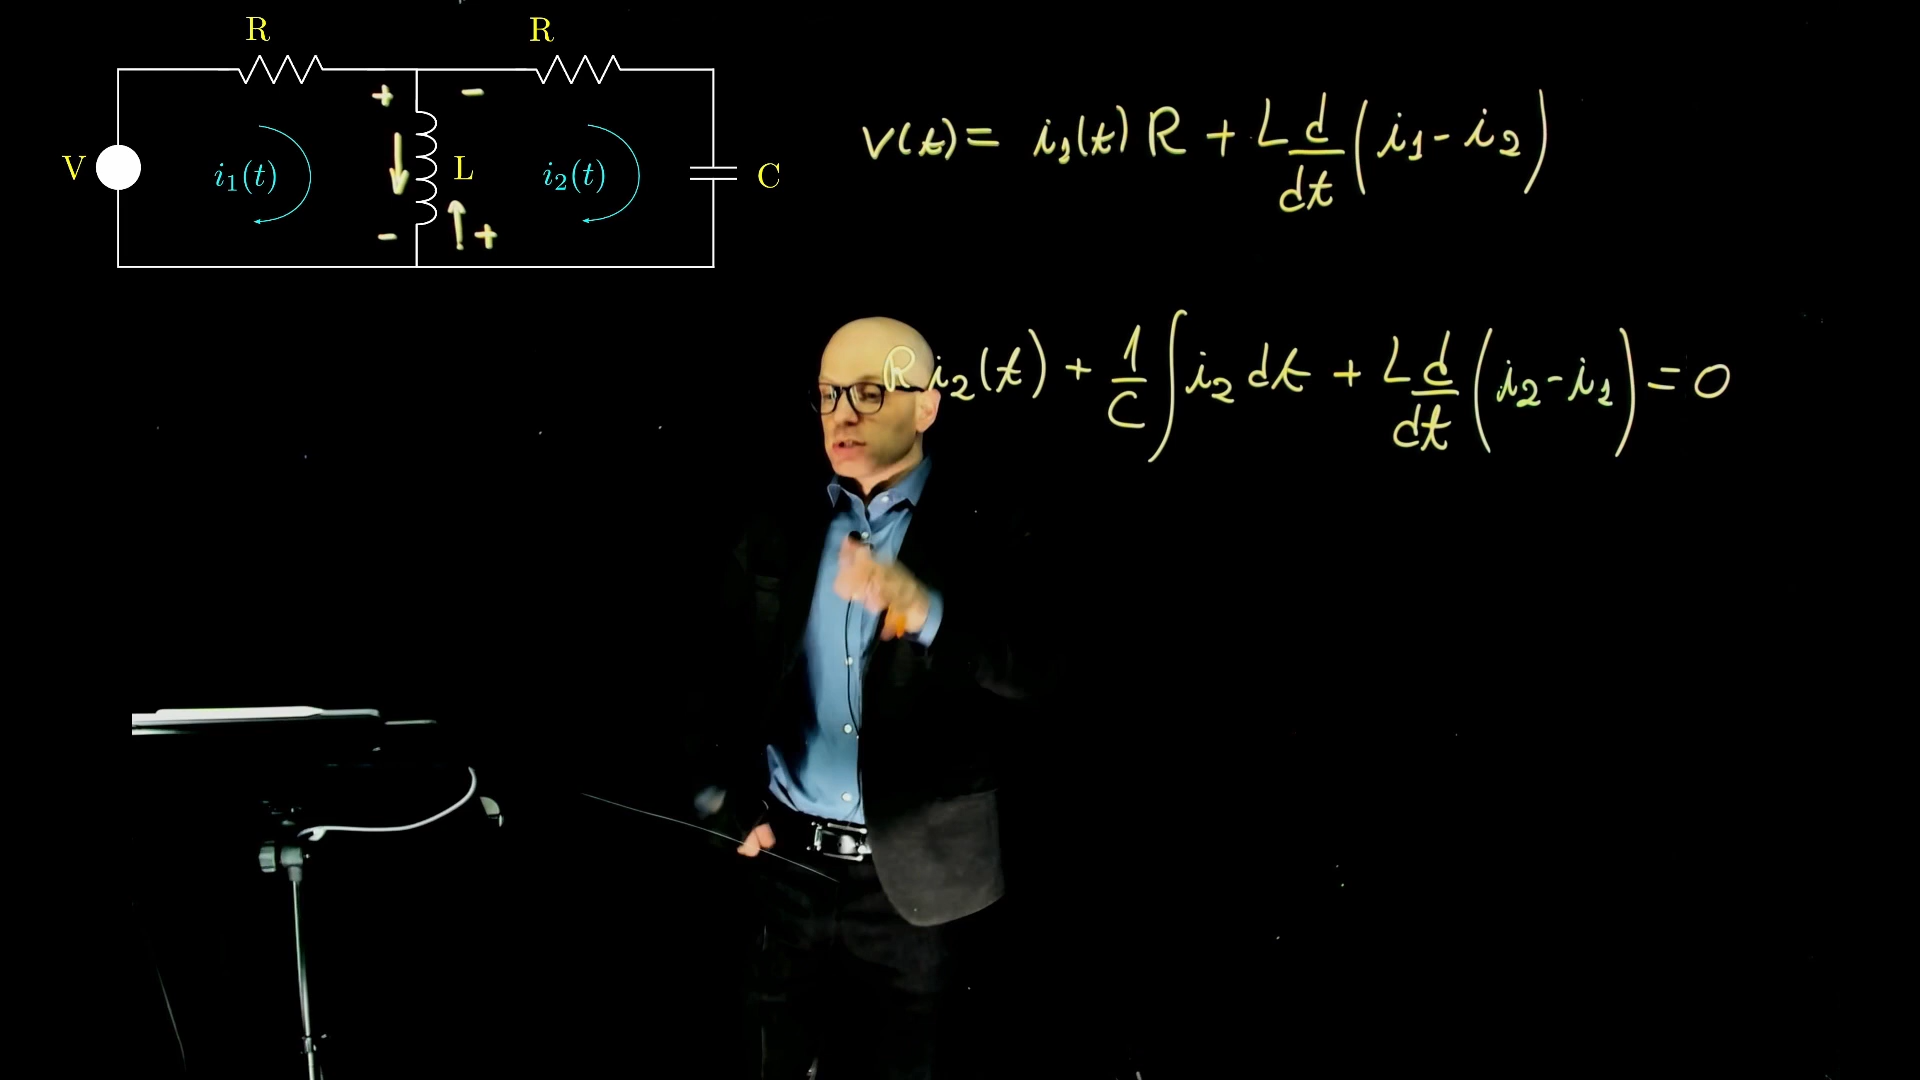 R R
+ -
V i₁(t) L i₂(t) C
- +
v(t) = i₁(t) R + L d/dt (i₁ - i₂)
R i₂(t) + 1/C ∫ i₂ dt + L d/dt (i₂ - i₁) = 0